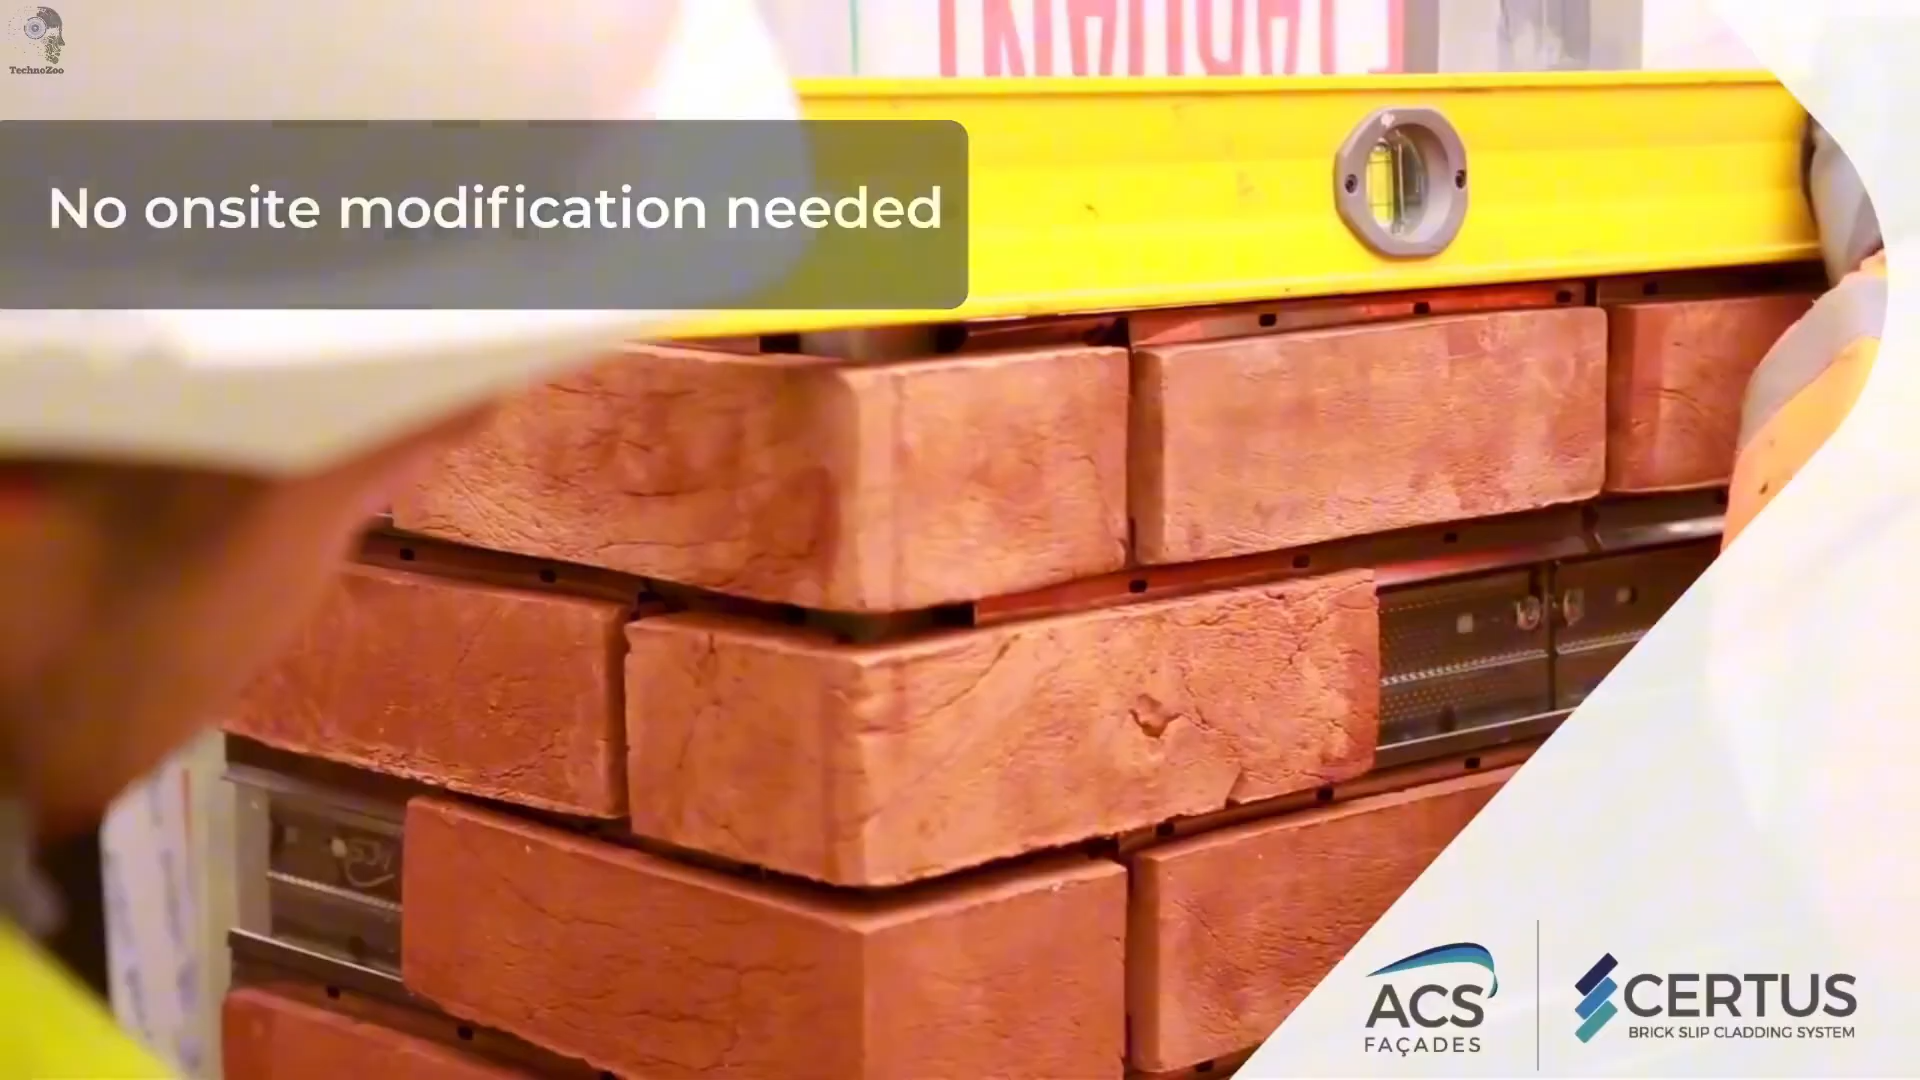 TechnoZoo
No onsite modification needed
ACS
FAÇADES
CERTUS
BRICK SLIP CLADDING SYSTEM